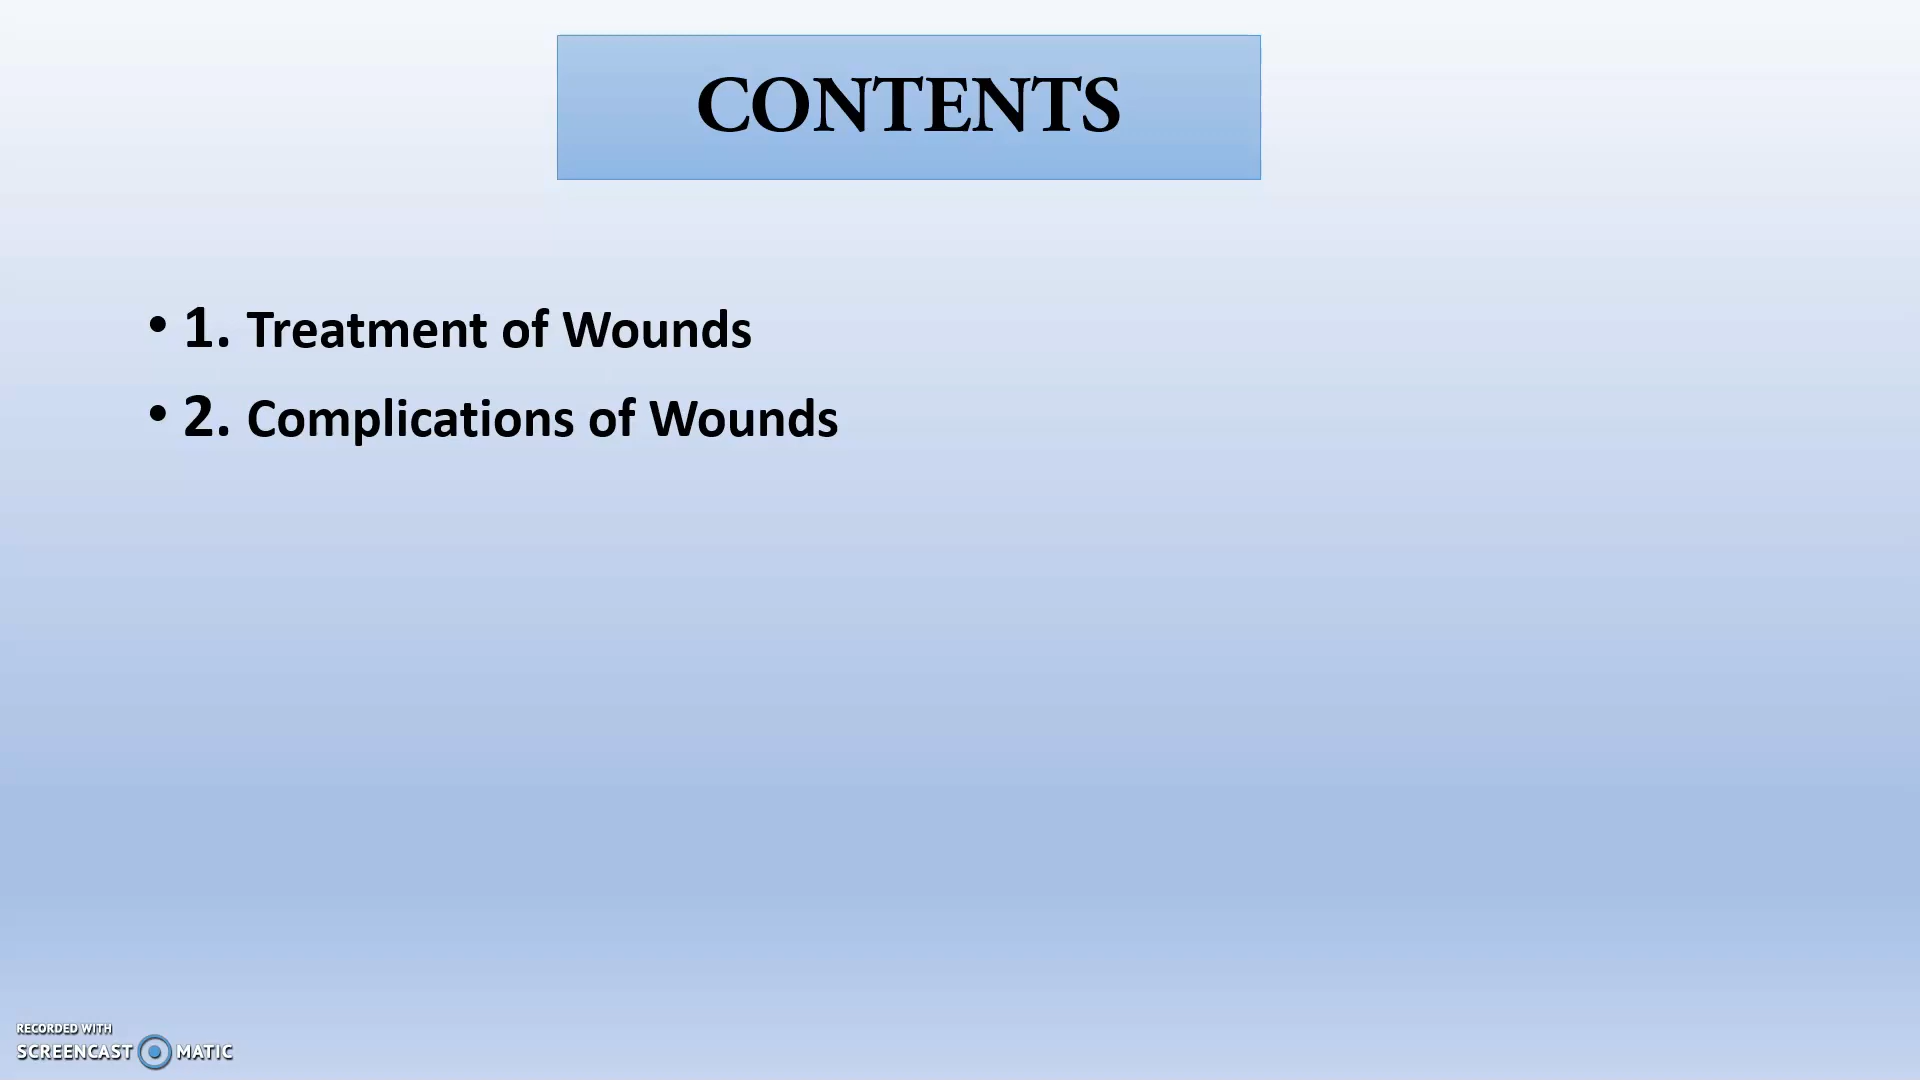 CONTENTS
• 1. Treatment of Wounds
• 2. Complications of Wounds
RECORDED WITH
SCREENCAST MATIC